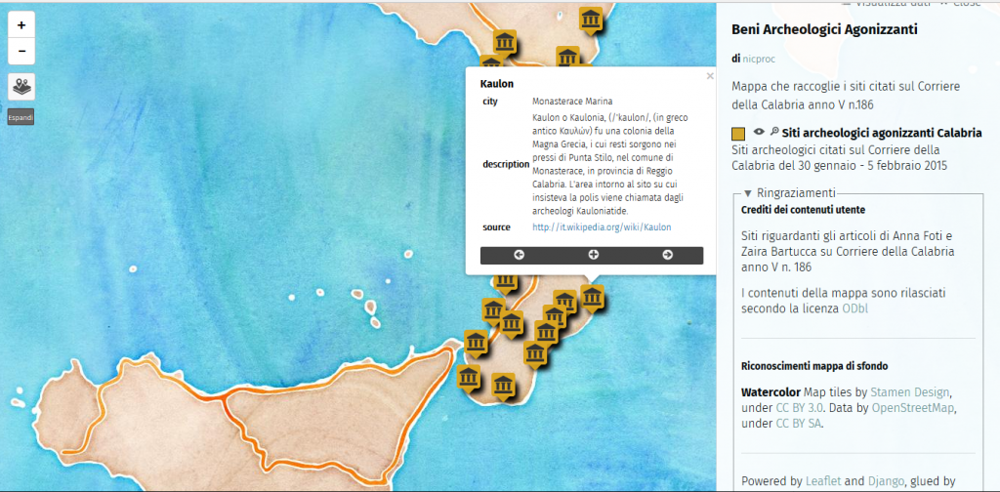 Visualizza dati
Close
+
−
Espandi
×
Kaulon
city Monasterace Marina
description Kaulon o Kaulonia, (/'kaulon/, (in greco
antico Καυλών) fu una colonia della
Magna Grecia, i cui resti sorgono nei
pressi di Punta Stilo, nel comune di
Monasterace, in provincia di Reggio
Calabria. L'area intorno al sito su cui
insisteva la polis viene chiamata dagli
archeologi Kauloniatide.
source http://it.wikipedia.org/wiki/Kaulon
Beni Archeologici Agonizzanti
di nicproc
Mappa che raccoglie i siti citati sul Corriere
della Calabria anno V n.186
Siti archeologici agonizzanti Calabria
Siti archeologici citati sul Corriere della
Calabria del 30 gennaio - 5 febbraio 2015
▼ Ringraziamenti
Crediti dei contenuti utente
Siti riguardanti gli articoli di Anna Foti e
Zaira Bartucca su Corriere della Calabria
anno V n. 186
I contenuti della mappa sono rilasciati
secondo la licenza ODbl
Riconoscimenti mappa di sfondo
Watercolor Map tiles by Stamen Design,
under CC BY 3.0. Data by OpenStreetMap,
under CC BY SA.
Powered by Leaflet and Django, glued by